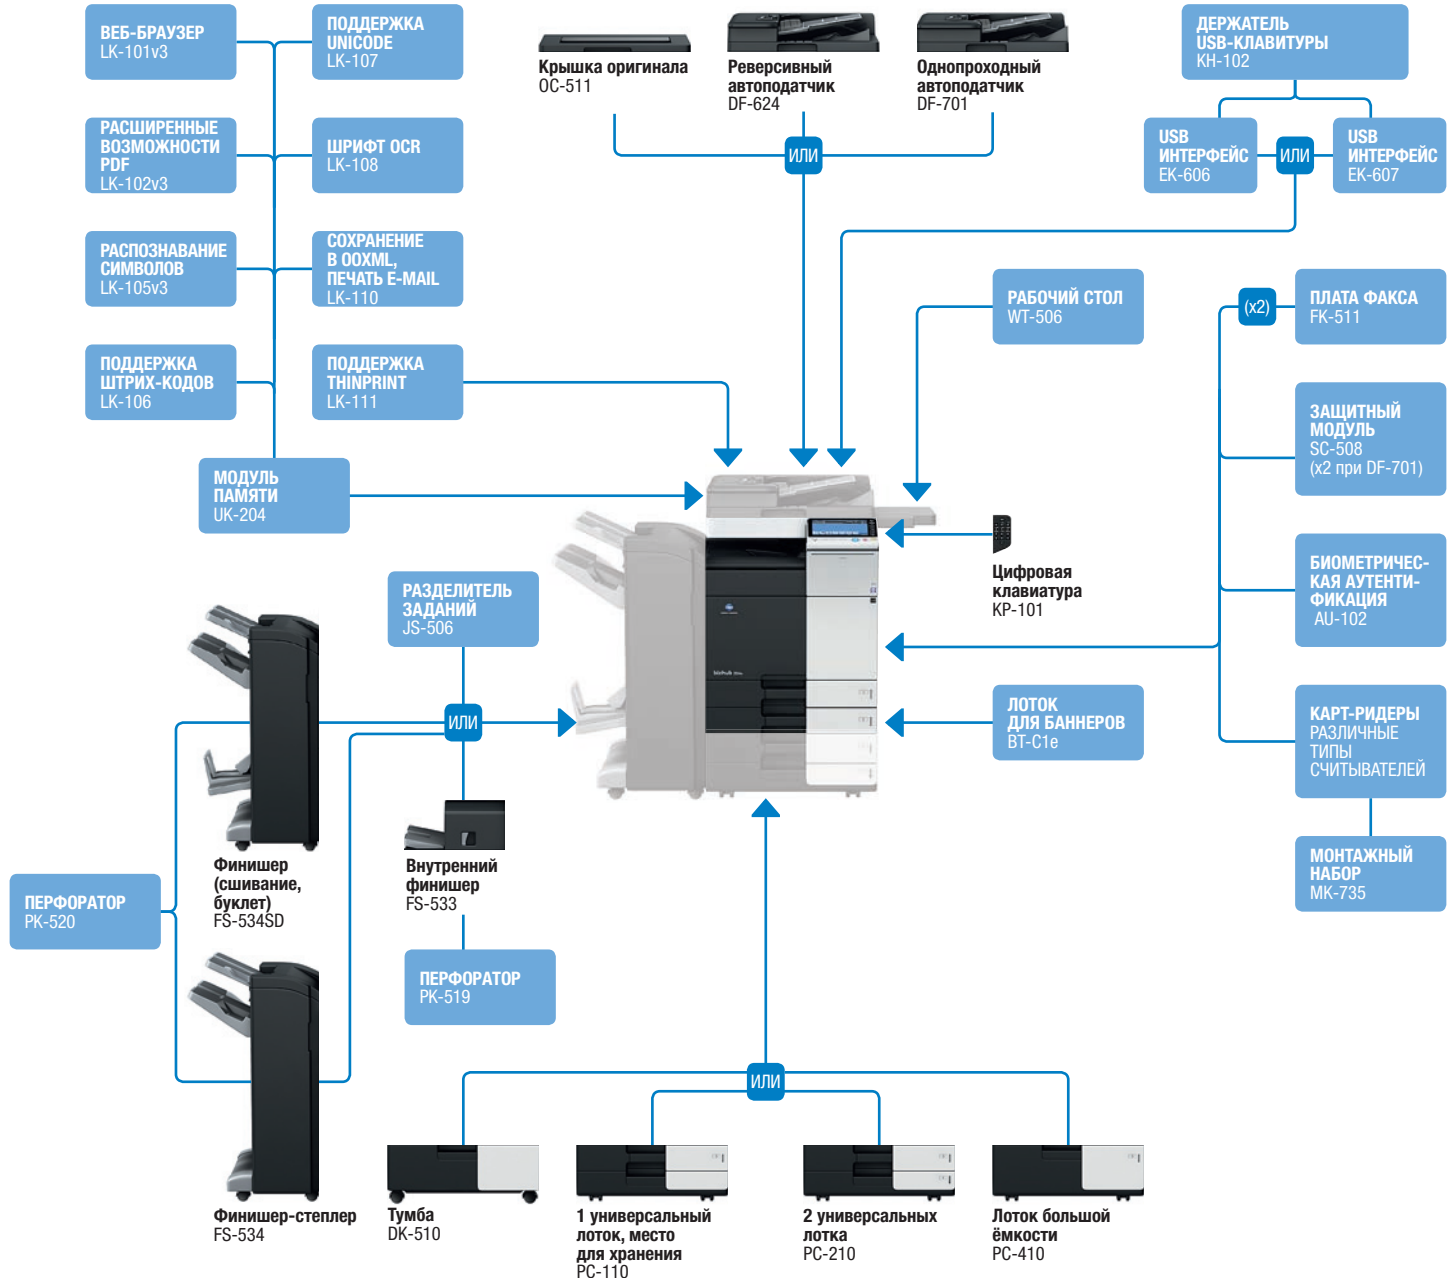 ВЕБ-БРАУЗЕР
LK-101v3
ПОДДЕРЖКА
UNICODE
LK-107
РАСШИРЕННЫЕ
ВОЗМОЖНОСТИ
PDF
LK-102v3
ШРИФТ OCR
LK-108
РАСПОЗНАВАНИЕ
СИМВОЛОВ
LK-105v3
СОХРАНЕНИЕ
В OOXML,
ПЕЧАТЬ E-MAIL
LK-110
ПОДДЕРЖКА
ШТРИХ-КОДОВ
LK-106
ПОДДЕРЖКА
THINPRINT
LK-111
МОДУЛЬ
ПАМЯТИ
UK-204
Крышка оригинала
OC-511
Реверсивный
автоподатчик
DF-624
Однопроходный
автоподатчик
DF-701
ИЛИ
ДЕРЖАТЕЛЬ
USB-КЛАВИТУРЫ
KH-102
USB
ИНТЕРФЕЙС
EK-606
ИЛИ
USB
ИНТЕРФЕЙС
EK-607
РАБОЧИЙ СТОЛ
WT-506
(x2)
ПЛАТА ФАКСА
FK-511
ЗАЩИТНЫЙ
МОДУЛЬ
SC-508
(x2 при DF-701)
Цифровая
клавиатура
KP-101
БИОМЕТРИЧЕС-
КАЯ АУТЕНТИ-
ФИКАЦИЯ
AU-102
ЛОТОК
ДЛЯ БАННЕРОВ
BT-C1e
КАРТ-РИДЕРЫ
РАЗЛИЧНЫЕ
ТИПЫ
СЧИТЫВАТЕЛЕЙ
МОНТАЖНЫЙ
НАБОР
MK-735
РАЗДЕЛИТЕЛЬ
ЗАДАНИЙ
JS-506
ИЛИ
Финишер
(сшивание,
буклет)
FS-534SD
Внутренний
финишер
FS-533
ПЕРФОРАТОР
PK-520
ПЕРФОРАТОР
PK-519
Финишер-степлер
FS-534
ИЛИ
Тумба
DK-510
1 универсальный
лоток, место
для хранения
PC-110
2 универсальных
лотка
PC-210
Лоток большой
ёмкости
PC-410